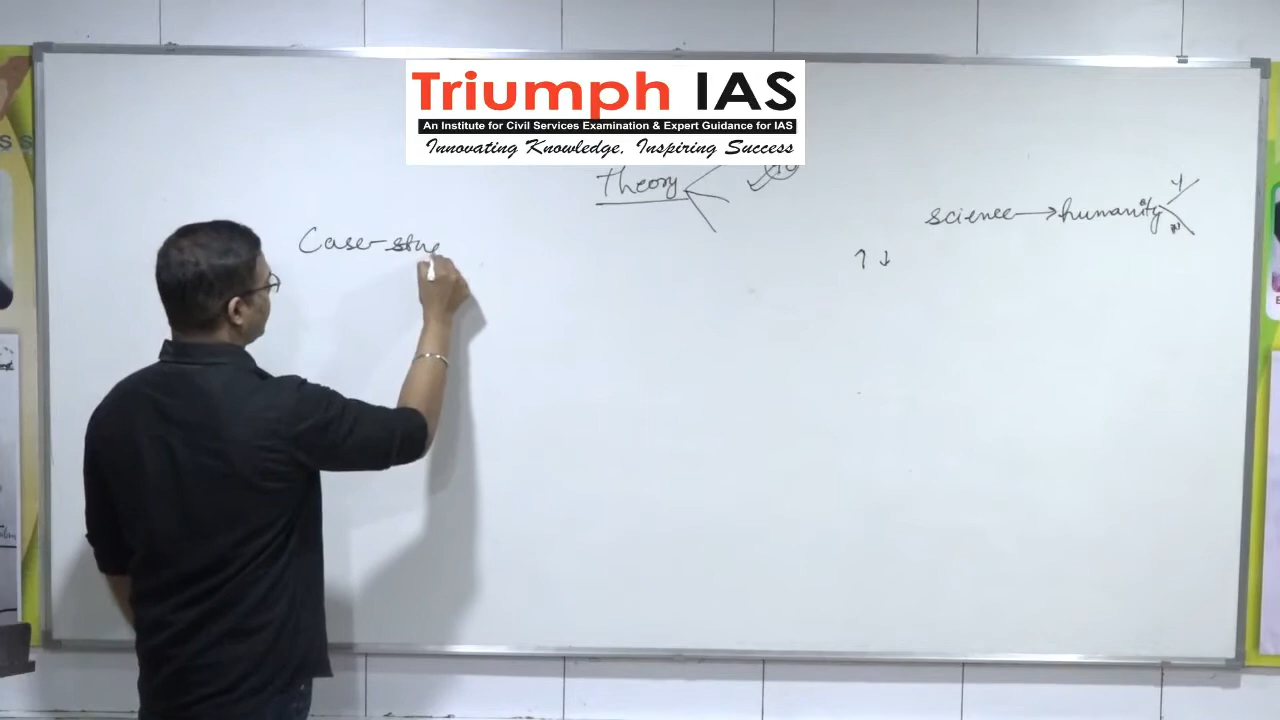 Triumph IAS
An Institute for Civil Services Examination & Expert Guidance for IAS
Innovating Knowledge, Inspiring Success
Theory
science → humanity
↑ ↓
Case-stu